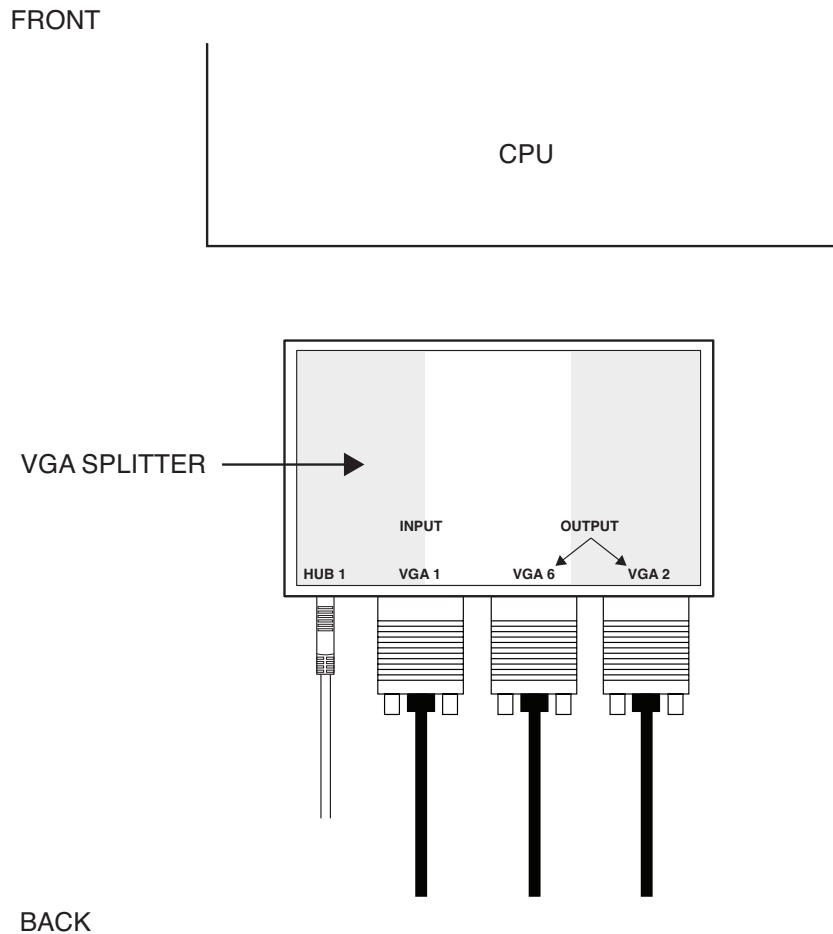 FRONT
CPU
VGA SPLITTER
INPUT OUTPUT
HUB 1 VGA 1 VGA 6 VGA 2
BACK